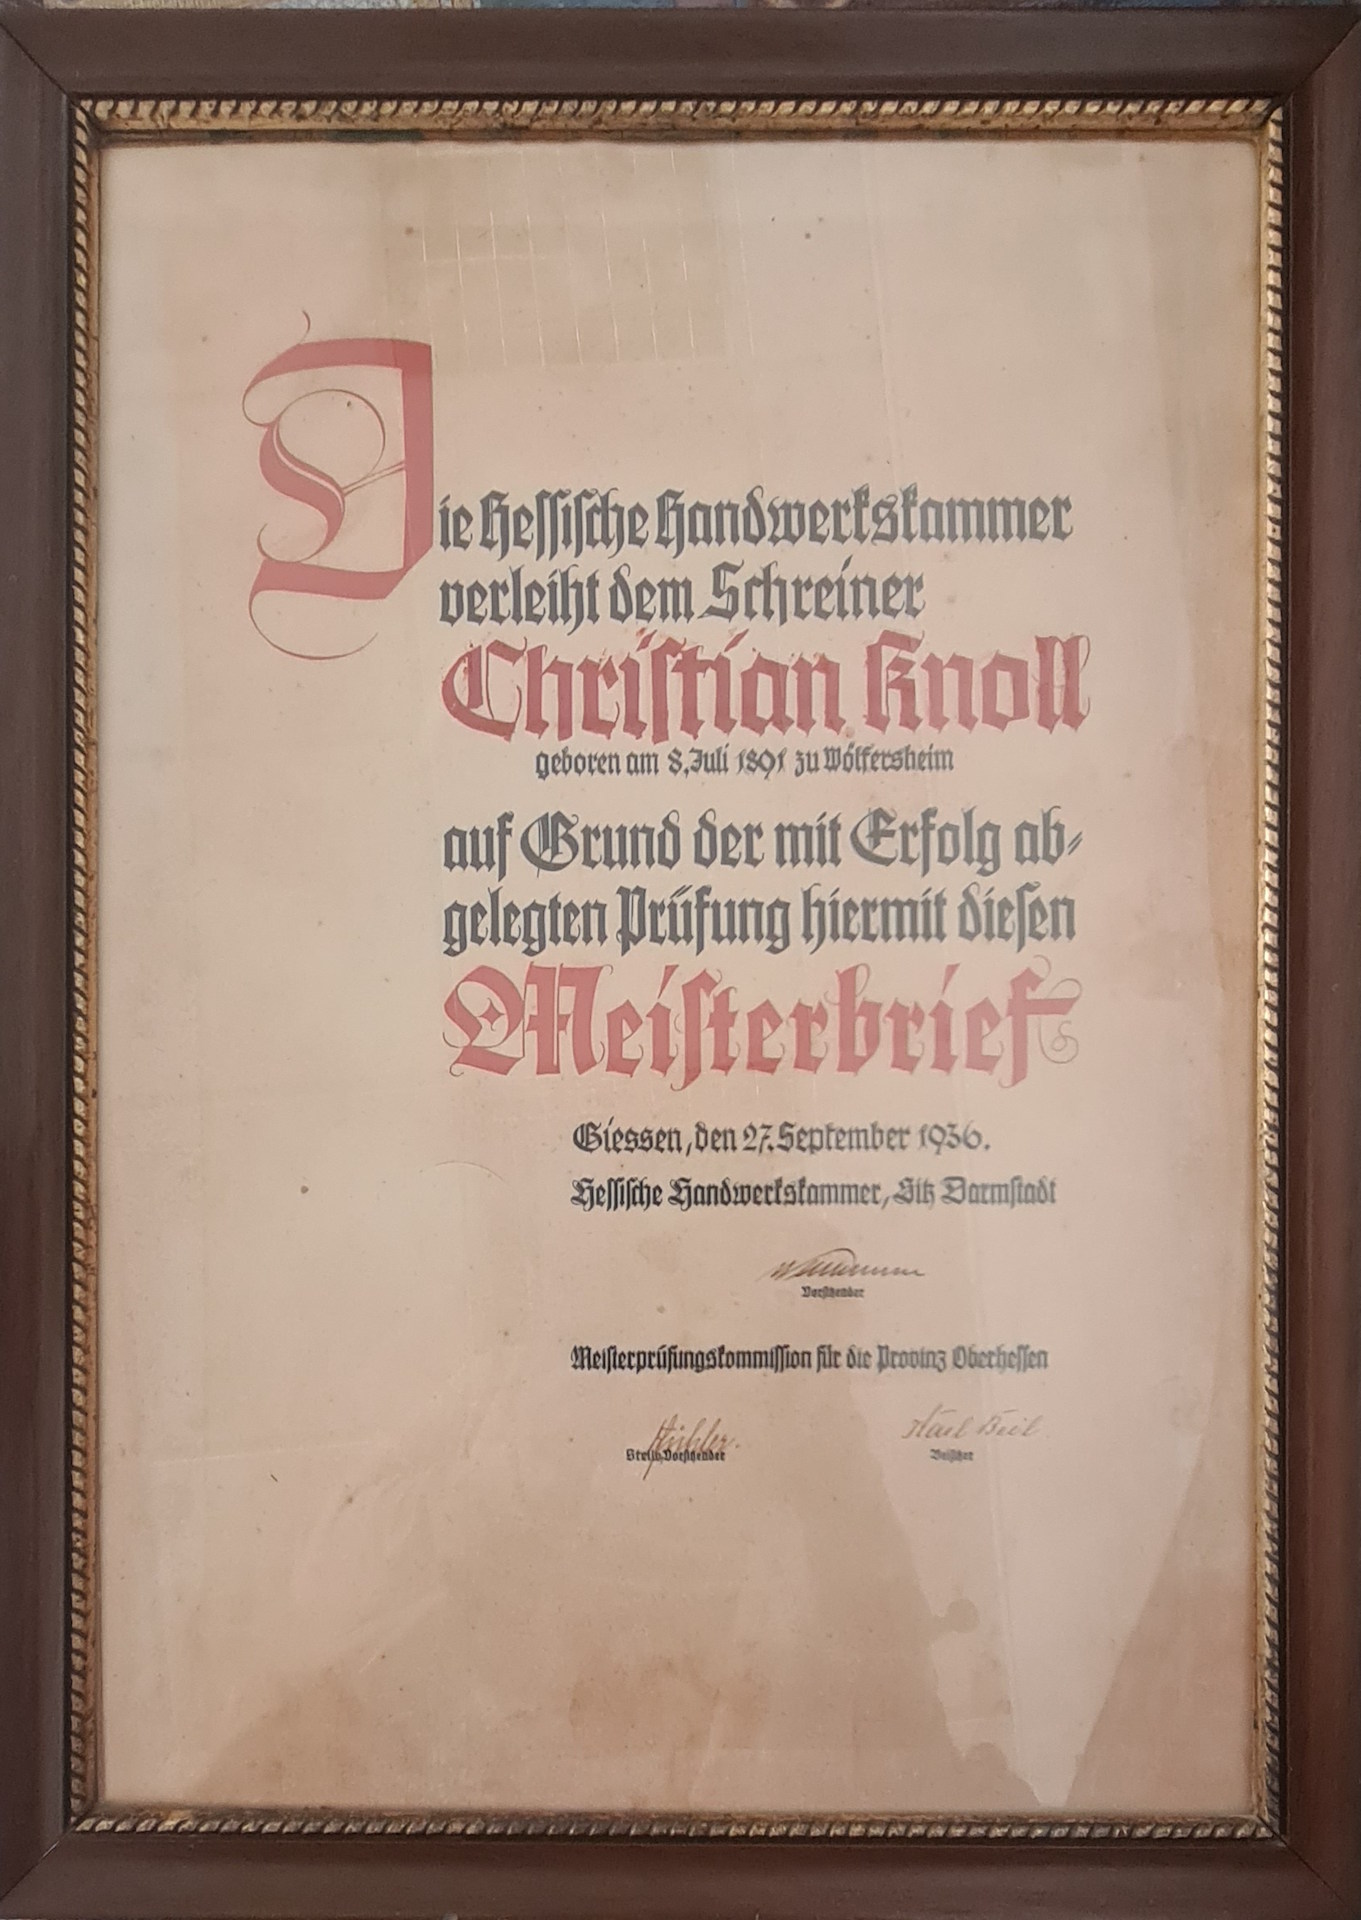 Die Hessische Handwerkskammer
verleiht dem Schreiner
Christian Knoll
geboren am 8. Juli 1891 zu Wölfersheim
auf Grund der mit Erfolg ab-
gelegten Prüfung hiermit diesen
Meisterbrief
Giessen, den 27. September 1936.
Hessische Handwerkskammer, Sitz Darmstadt
Vorsitzender
Meisterprüfungskommission für die Provinz Oberhessen
Karl
Stellv. Vorsitzender Beisitzer